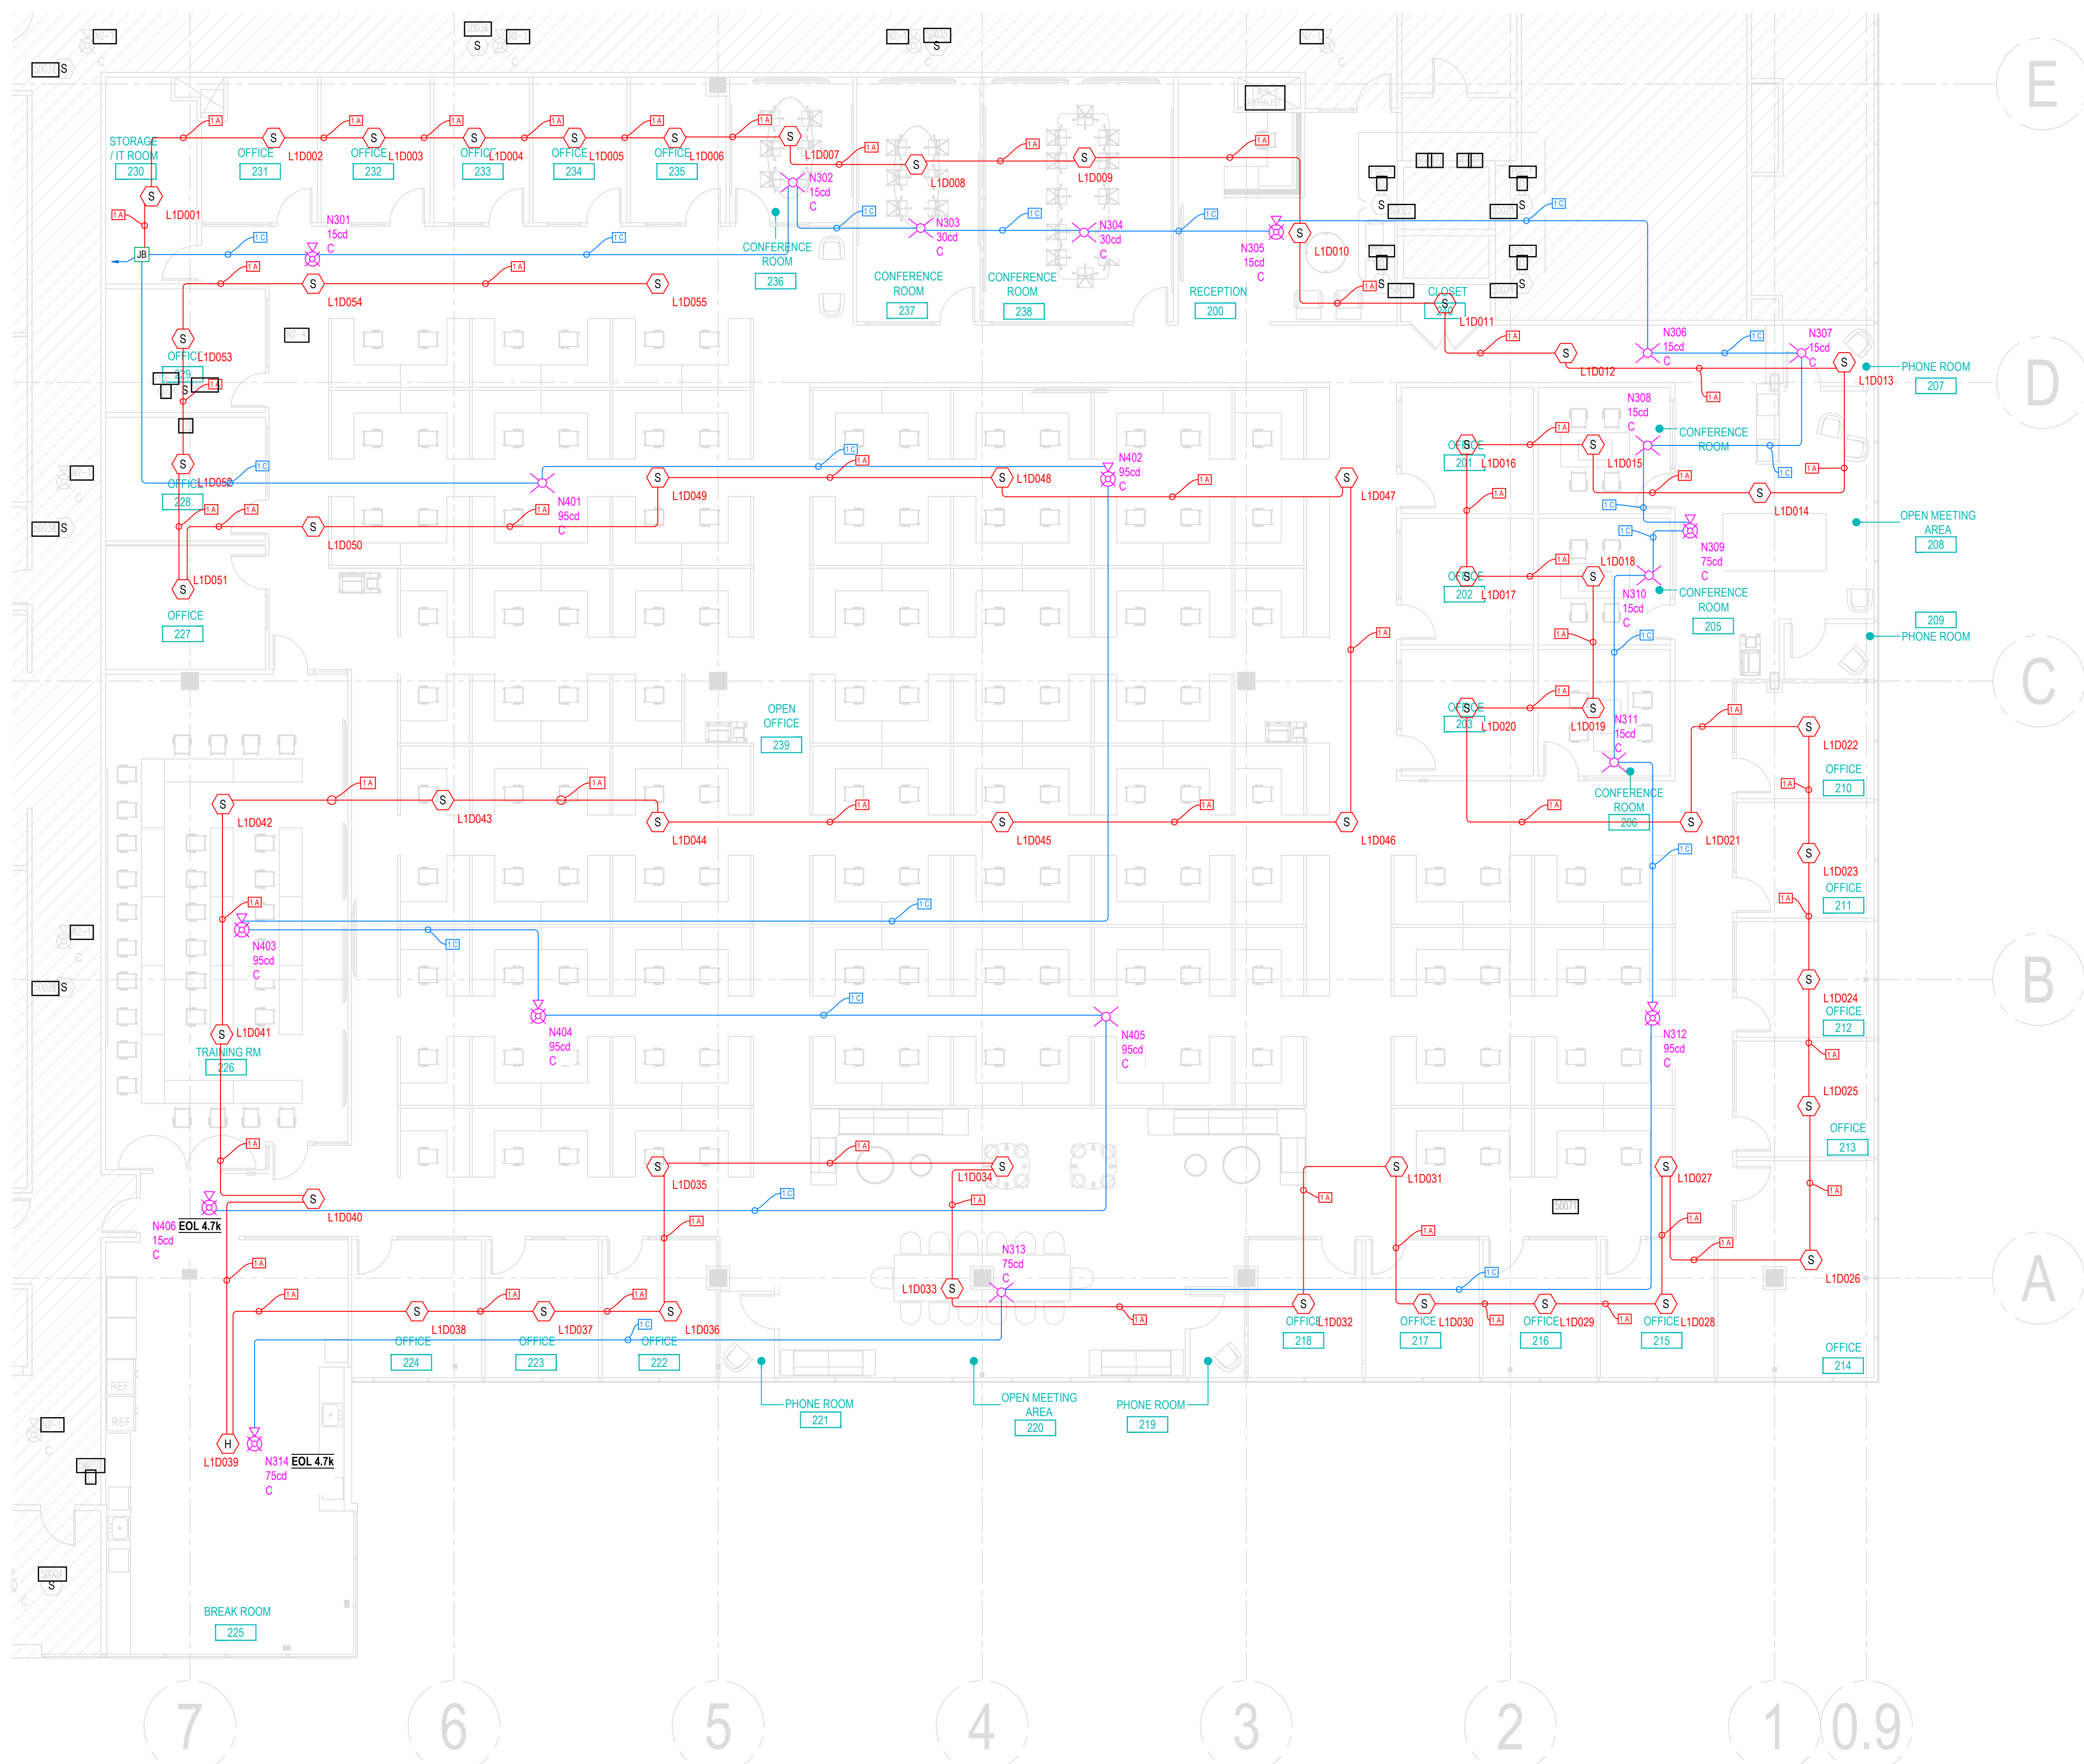 E
STORAGE
/ IT ROOM
230
L1D001
JB
OFFICE
231
L1D002
OFFICE
232
L1D003
OFFICE
233
L1D004
OFFICE
234
L1D005
OFFICE
235
L1D006
L1D007
L1D008
L1D009
EXHAUST
N301
15cd
C
N302
15cd
C
N303
30cd
C
N304
30cd
C
N305
15cd
C
L1D010
CONFERENCE
ROOM
236
CONFERENCE
ROOM
237
CONFERENCE
ROOM
238
RECEPTION
200
CLOSET
240
L1D011
L1D012
L1D013
N306
15cd
C
N307
15cd
C
PHONE ROOM
207
D
L1D054
L1D055
L1D053
OFFICE
229
N2-4
L1D052
OFFICE
228
L1D051
OFFICE
227
L1D050
N401
95cd
C
L1D049
L1D048
N402
95cd
C
L1D047
OFFICE
201
L1D016
L1D015
N308
15cd
C
CONFERENCE
ROOM
L1D014
OPEN MEETING
AREA
208
OFFICE
202
L1D017
L1D018
N309
75cd
C
N310
15cd
C
CONFERENCE
ROOM
205
209
PHONE ROOM
C
OPEN
OFFICE
239
OFFICE
203
L1D020
L1D019
N311
15cd
C
CONFERENCE
ROOM
206
L1D021
L1D022
OFFICE
210
L1D042
L1D043
L1D044
L1D045
L1D046
L1D023
OFFICE
211
N403
95cd
C
B
L1D024
OFFICE
212
L1D041
TRAINING RM
226
N404
95cd
C
N405
95cd
C
N312
95cd
C
L1D025
OFFICE
213
L1D035
L1D034
L1D031
L1D027
L1D040
N406 EOL 4.7k
15cd
C
A
N313
75cd
C
L1D033
L1D026
L1D038
OFFICE
224
L1D037
OFFICE
223
L1D036
OFFICE
222
L1D032
OFFICE
218
L1D030
OFFICE
217
L1D029
OFFICE
216
L1D028
OFFICE
215
OFFICE
214
REF
REF
PHONE ROOM
221
OPEN MEETING
AREA
220
PHONE ROOM
219
H
L1D039
N314 EOL 4.7k
75cd
C
BREAK ROOM
225
7
6
5
4
3
2
1
0.9